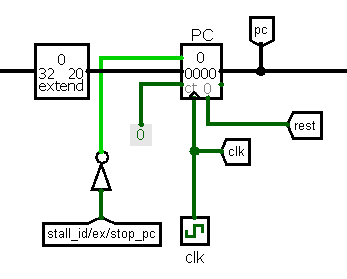 pc
PC
0
32 20
extend
0
0000
ct 0
0
rest
clk
stall_id/ex/stop_pc
clk